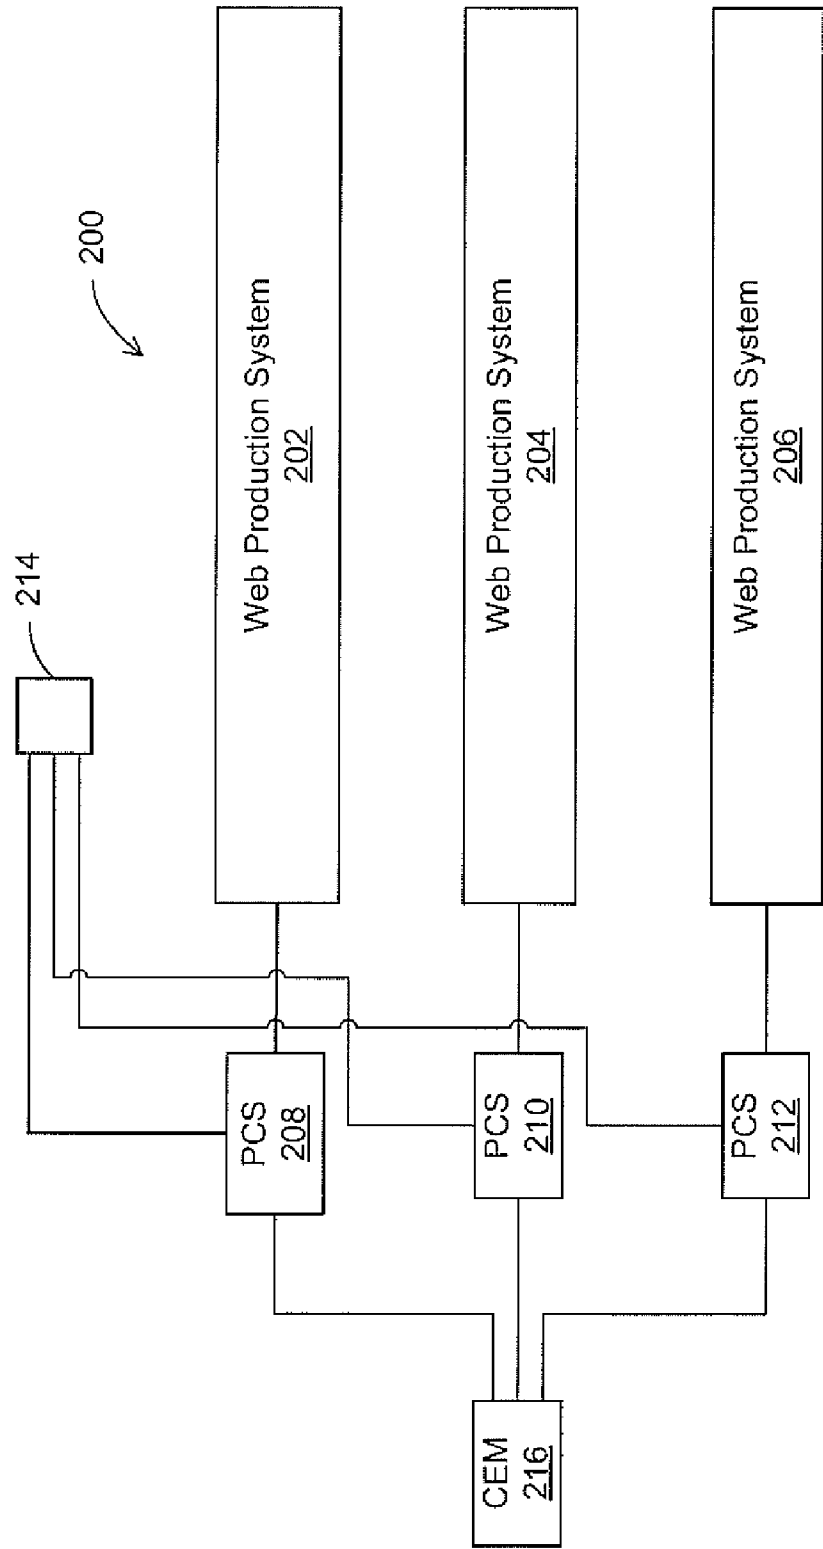 200
214
Web Production System
202
Web Production System
204
Web Production System
206
PCS
208
PCS
210
PCS
212
CEM
216